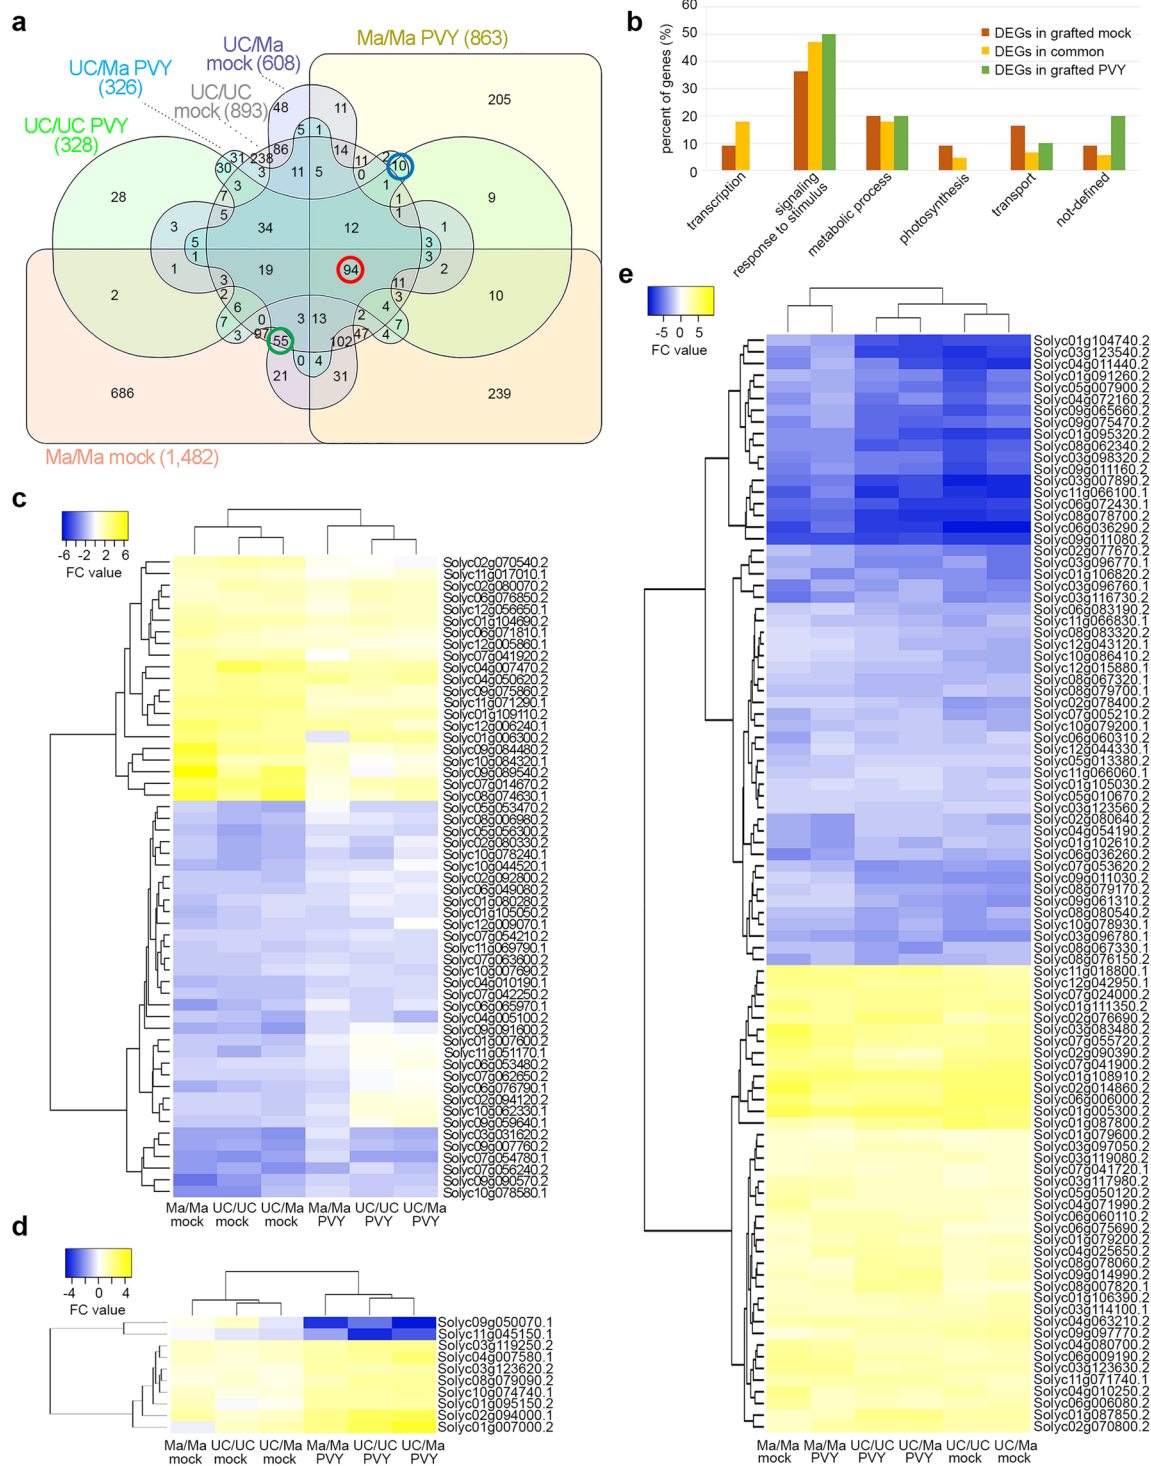 a
UC/Ma
mock (608)
Ma/Ma PVY (863)
UC/Ma PVY
(326)
UC/UC
mock (893)
UC/UC PVY
(328)
48
11
205
5
1
86
14
31
238
30
3
11
5
11
0
2
10
3
1
7
1
5
28
9
34
12
3
1
5
3
1
3
19
94
1
2
3
11
2
3
2
10
6
4
7
0
3
13
2
7
3
97
55
102
47
4
0
4
21
31
686
239
Ma/Ma mock (1,482)
b
percent of genes (%)
60
50
40
30
20
10
0
DEGs in grafted mock
DEGs in common
DEGs in grafted PVY
transcription
signaling
response to stimulus
metabolic process
photosynthesis
transport
not-defined
c
-6 -2 2 6
FC value
Solyc02g070540.2
Solyc11g017010.1
Solyc02g080070.2
Solyc06g076850.2
Solyc12g056650.1
Solyc01g104690.2
Solyc06g071810.1
Solyc12g005860.1
Solyc07g041920.2
Solyc04g007470.2
Solyc04g050620.2
Solyc09g075860.2
Solyc11g071290.1
Solyc01g109110.2
Solyc12g006240.1
Solyc01g006300.2
Solyc09g084480.2
Solyc10g084320.1
Solyc09g089540.2
Solyc07g014670.2
Solyc08g074630.1
Solyc05g053470.2
Solyc08g006980.2
Solyc05g056300.2
Solyc02g080330.2
Solyc10g078240.1
Solyc10g044520.1
Solyc02g092800.2
Solyc06g049080.2
Solyc01g080280.2
Solyc01g105050.2
Solyc12g009070.1
Solyc07g054210.2
Solyc11g069790.1
Solyc07g063600.2
Solyc10g007690.2
Solyc04g010190.1
Solyc07g042250.2
Solyc06g065970.1
Solyc04g005100.2
Solyc09g091600.2
Solyc01g007600.2
Solyc11g051170.1
Solyc06g053480.2
Solyc07g062650.2
Solyc06g076790.1
Solyc02g094120.2
Solyc10g062330.1
Solyc09g059640.1
Solyc03g031620.2
Solyc09g007760.2
Solyc07g054780.1
Solyc07g056240.2
Solyc09g090570.2
Solyc10g078580.1
Ma/Ma UC/UC UC/Ma Ma/Ma UC/UC UC/Ma
mock mock mock PVY PVY PVY
d
-4 0 4
FC value
Solyc09g050070.1
Solyc11g045150.1
Solyc03g119250.2
Solyc04g007580.1
Solyc03g123620.2
Solyc08g079090.2
Solyc10g074740.1
Solyc01g095150.2
Solyc02g094000.1
Solyc01g007000.2
Ma/Ma UC/UC UC/Ma Ma/Ma UC/UC UC/Ma
mock mock mock PVY PVY PVY
e
-5 0 5
FC value
Solyc01g104740.2
Solyc03g123540.2
Solyc04g011440.2
Solyc01g091260.2
Solyc05g007900.2
Solyc04g072160.2
Solyc09g065660.2
Solyc09g075470.2
Solyc01g095320.2
Solyc08g062340.2
Solyc03g098320.2
Solyc09g011160.2
Solyc03g007890.2
Solyc11g066100.1
Solyc06g072430.1
Solyc08g078700.2
Solyc06g036290.2
Solyc09g011080.2
Solyc02g077670.2
Solyc03g096770.1
Solyc01g106820.2
Solyc03g096760.1
Solyc03g116730.2
Solyc06g083190.2
Solyc11g066830.1
Solyc08g083320.2
Solyc12g043120.1
Solyc10g086410.2
Solyc12g015880.1
Solyc08g067320.1
Solyc08g079700.1
Solyc02g078400.2
Solyc07g005210.2
Solyc10g079200.1
Solyc06g060310.2
Solyc12g044330.1
Solyc05g013380.2
Solyc11g066060.1
Solyc01g105030.2
Solyc05g010670.2
Solyc03g123560.2
Solyc02g080640.2
Solyc04g054190.2
Solyc01g102610.2
Solyc06g036260.2
Solyc07g053620.2
Solyc09g011030.2
Solyc08g079170.2
Solyc09g061310.2
Solyc08g080540.2
Solyc10g078930.1
Solyc03g096780.1
Solyc08g067330.1
Solyc08g076150.2
Solyc11g018800.1
Solyc12g042950.1
Solyc07g024000.2
Solyc01g111350.2
Solyc02g076690.2
Solyc03g083480.2
Solyc07g055720.2
Solyc02g090390.2
Solyc07g041900.2
Solyc01g108910.2
Solyc02g014860.2
Solyc06g006000.2
Solyc01g005300.2
Solyc01g087800.2
Solyc01g079600.2
Solyc03g097050.2
Solyc03g119080.2
Solyc07g041720.1
Solyc03g117980.2
Solyc05g050120.2
Solyc04g071990.2
Solyc06g060110.2
Solyc06g075690.2
Solyc01g079200.2
Solyc04g025650.2
Solyc08g078060.2
Solyc09g014990.2
Solyc08g007820.1
Solyc01g106390.2
Solyc03g114100.1
Solyc04g063210.2
Solyc09g097770.2
Solyc04g080700.2
Solyc06g009190.2
Solyc03g123630.2
Solyc11g071740.1
Solyc04g010250.2
Solyc06g006080.2
Solyc01g087850.2
Solyc02g070800.2
Ma/Ma Ma/Ma UC/UC UC/Ma UC/UC UC/Ma
mock PVY PVY PVY mock mock